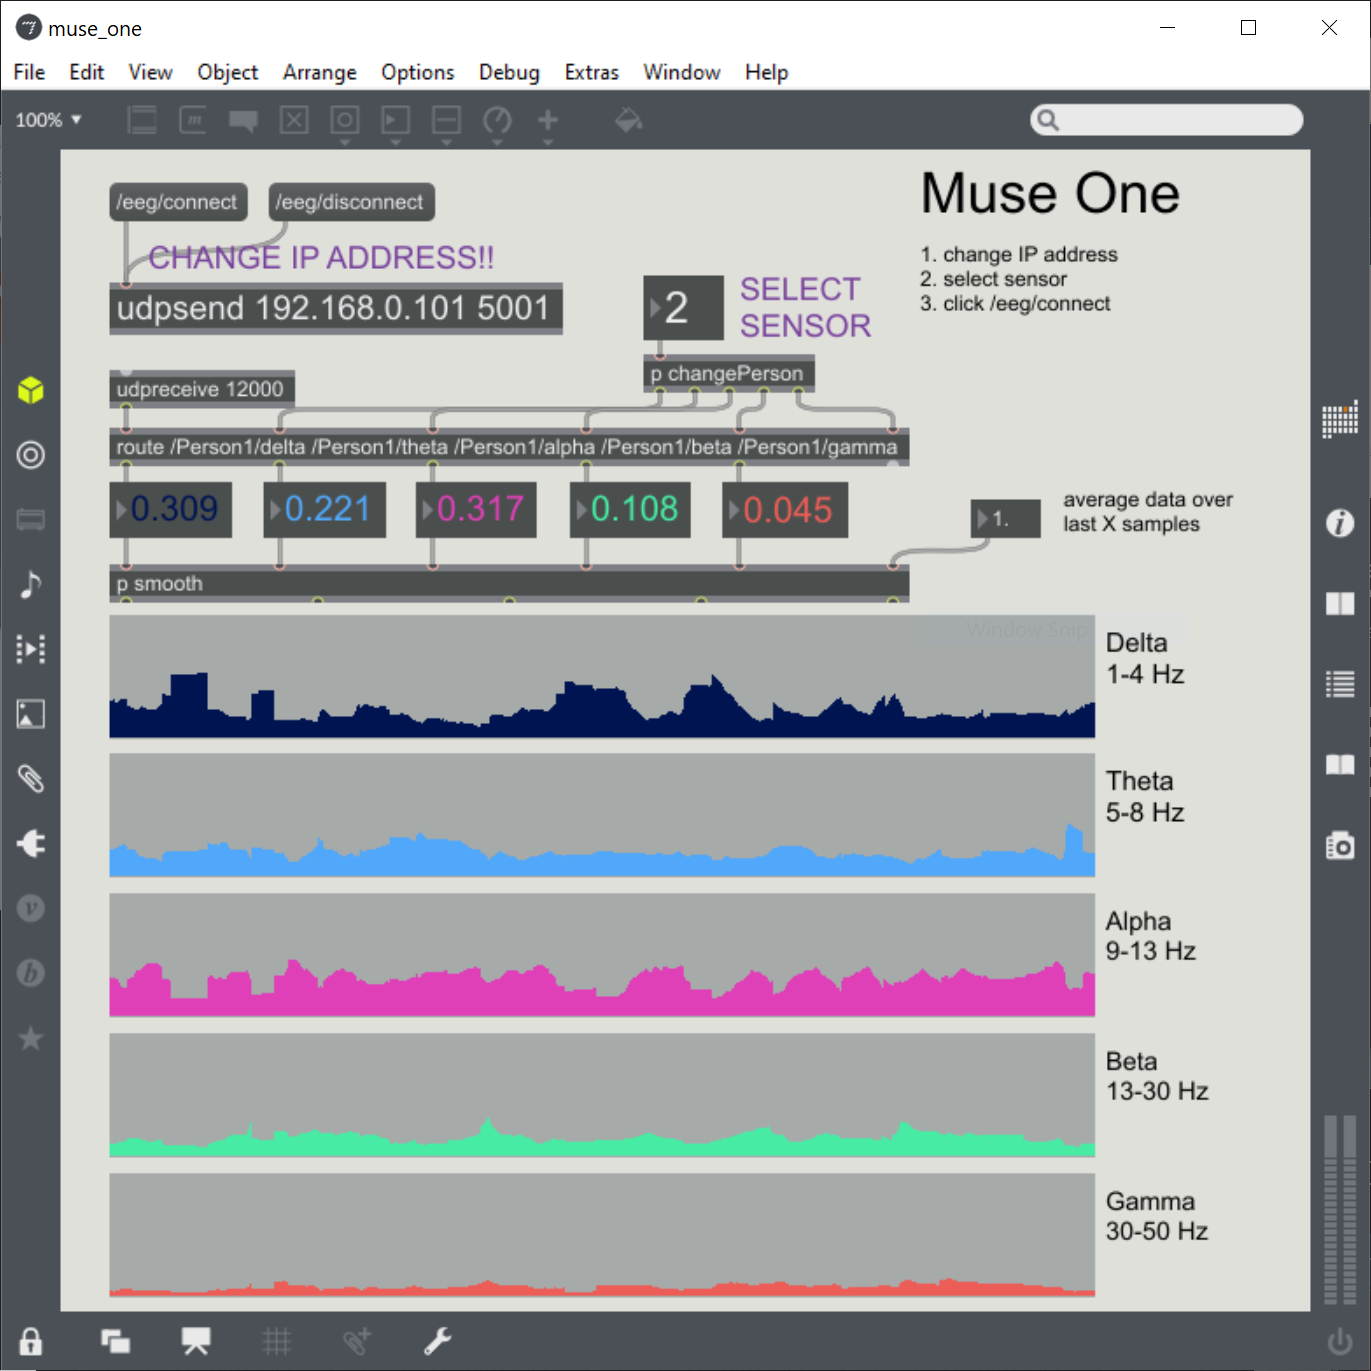 muse_one
File Edit View Object Arrange Options Debug Extras Window Help
100%
/eeg/connect /eeg/disconnect
CHANGE IP ADDRESS!!
udpsend 192.168.0.101 5001
Muse One
1. change IP address
2. select sensor
3. click /eeg/connect
2
SELECT
SENSOR
p changePerson
udpreceive 12000
route /Person1/delta /Person1/theta /Person1/alpha /Person1/beta /Person1/gamma
0.309 0.221 0.317 0.108 0.045
1.
average data over
last X samples
p smooth
Window Snip
Delta
1-4 Hz
Theta
5-8 Hz
Alpha
9-13 Hz
Beta
13-30 Hz
Gamma
30-50 Hz